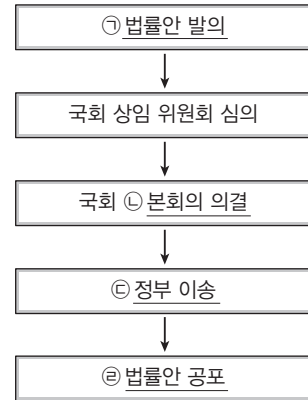 ㉠ 법률안 발의
국회 상임 위원회 심의
국회 ㉡ 본회의 의결
㉢ 정부 이송
㉣ 법률안 공포